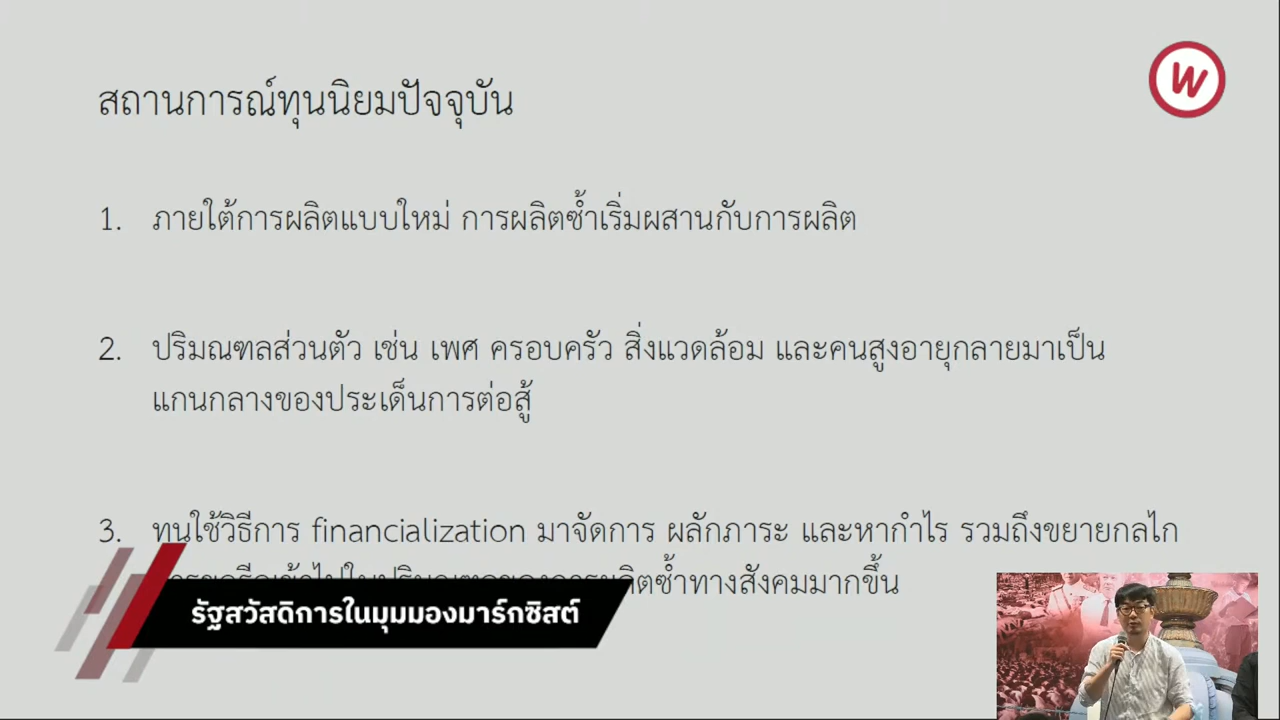 สถานการณ์ทุนนิยมปัจจุบัน
W
1. ภายใต้การผลิตแบบใหม่ การผลิตซ้ำเริ่มผสานกับการผลิต
2. ปริมณฑลส่วนตัว เช่น เพศ ครอบครัว สิ่งแวดล้อม และคนสูงอายุกลายมาเป็น
แกนกลางของประเด็นการต่อสู้
3. ทุนใช้วิธีการ financialization มาจัดการ ผลักภาระ และหากำไร รวมถึงขยายกลไก
ผลิตซ้ำทางสังคมมากขึ้น
รัฐสวัสดิการในมุมมองมาร์กซิสต์